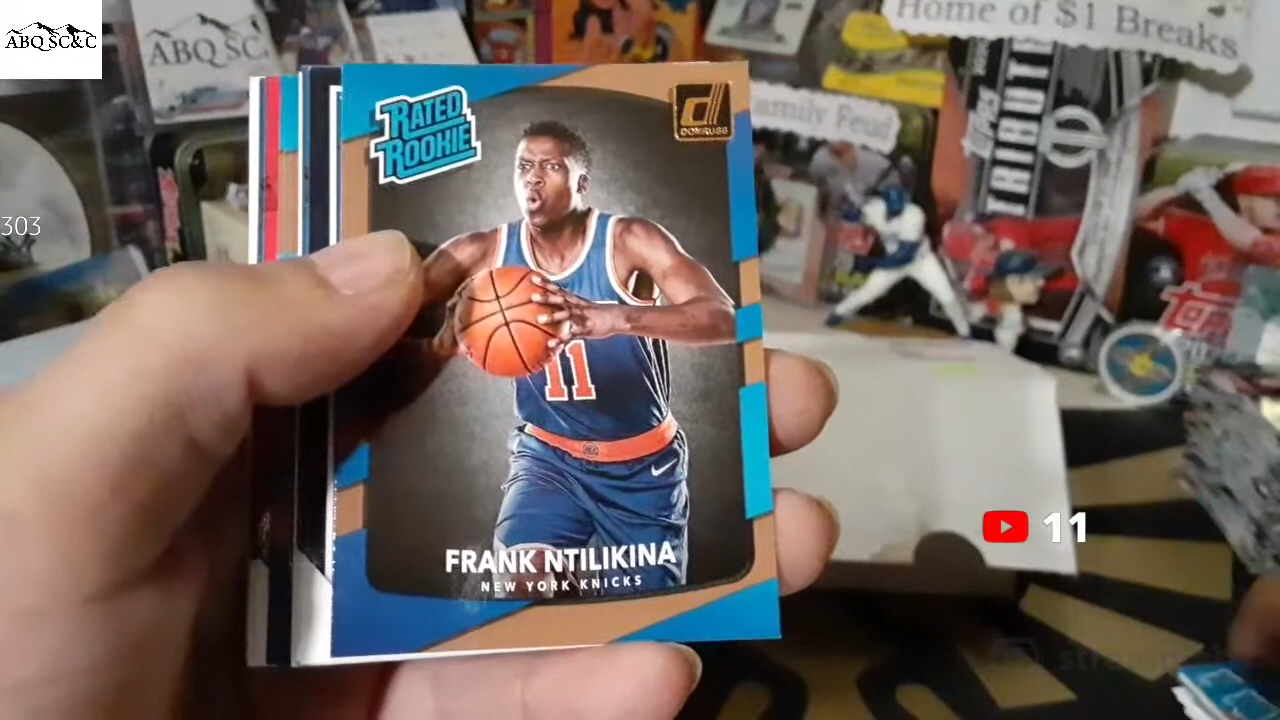 ABQ SC&C
ABQ SC
Home of $1 Breaks
RATED
ROOKIE
DONRUSS
Family Feud
TRIBUTE
303
11
TOPPS
FRANK NTILIKINA
NEW YORK KNICKS
11